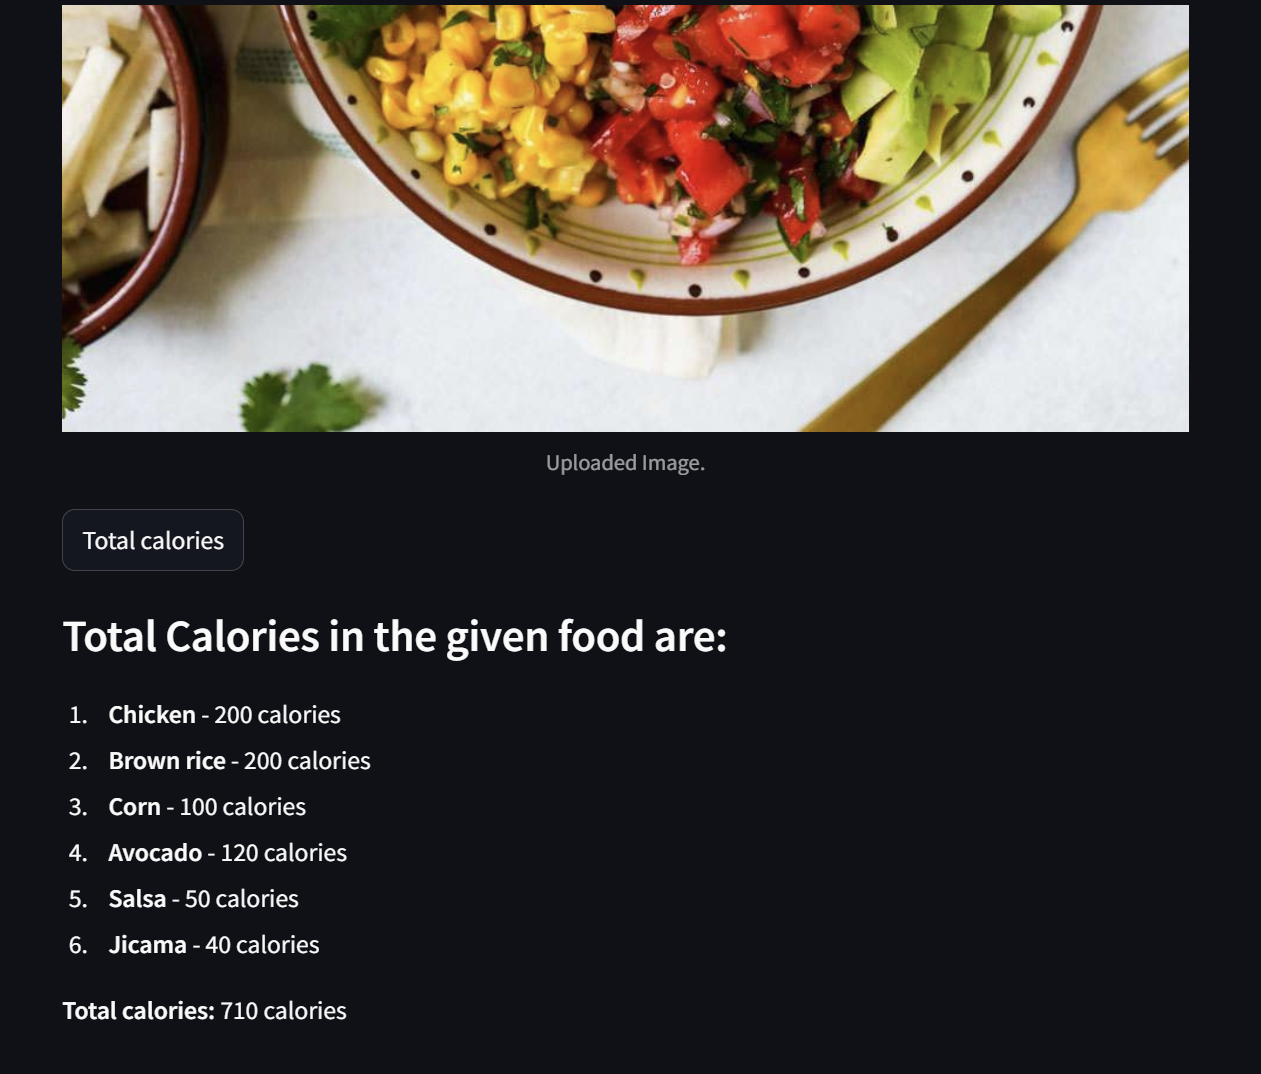 Uploaded Image.
Total calories
Total Calories in the given food are:
1. Chicken - 200 calories
2. Brown rice - 200 calories
3. Corn - 100 calories
4. Avocado - 120 calories
5. Salsa - 50 calories
6. Jicama - 40 calories
Total calories: 710 calories